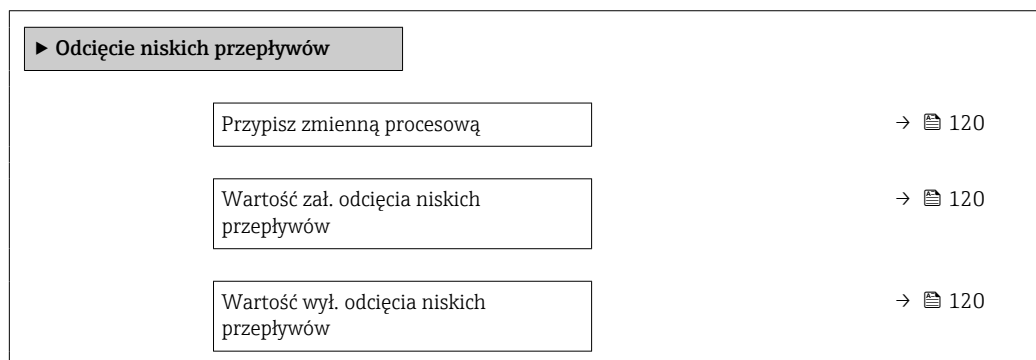 ► Odcięcie niskich przepływów
Przypisz zmienną procesową → 120
Wartość zał. odcięcia niskich → 120
przepływów
Wartość wył. odcięcia niskich → 120
przepływów